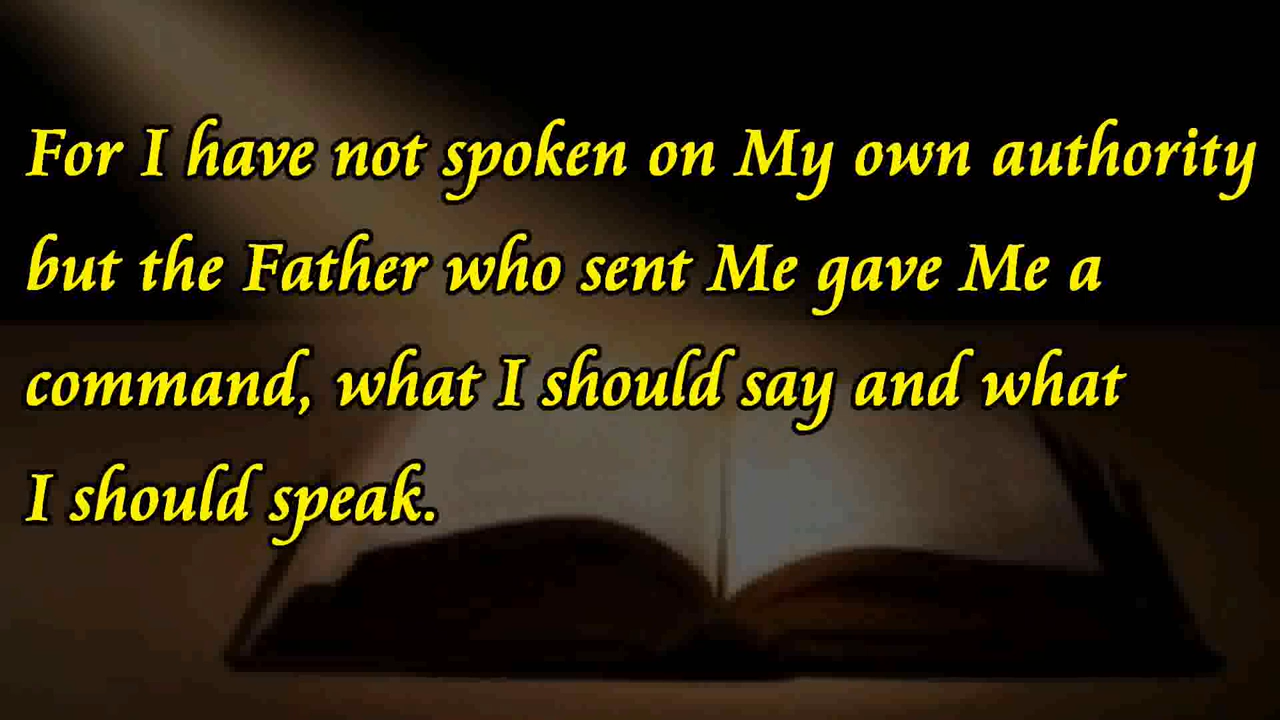 For I have not spoken on My own authority
but the Father who sent Me gave Me a
command, what I should say and what
I should speak.